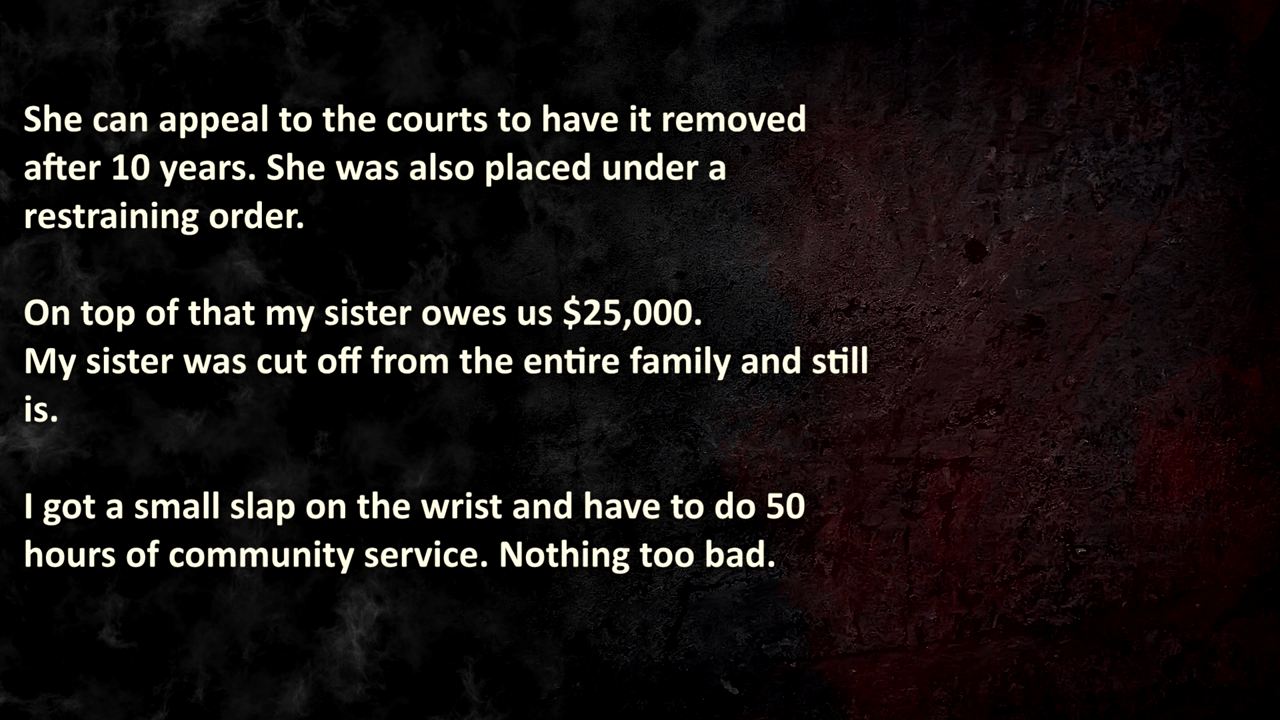 She can appeal to the courts to have it removed
after 10 years. She was also placed under a
restraining order.
On top of that my sister owes us $25,000.
My sister was cut off from the entire family and still
is.
I got a small slap on the wrist and have to do 50
hours of community service. Nothing too bad.